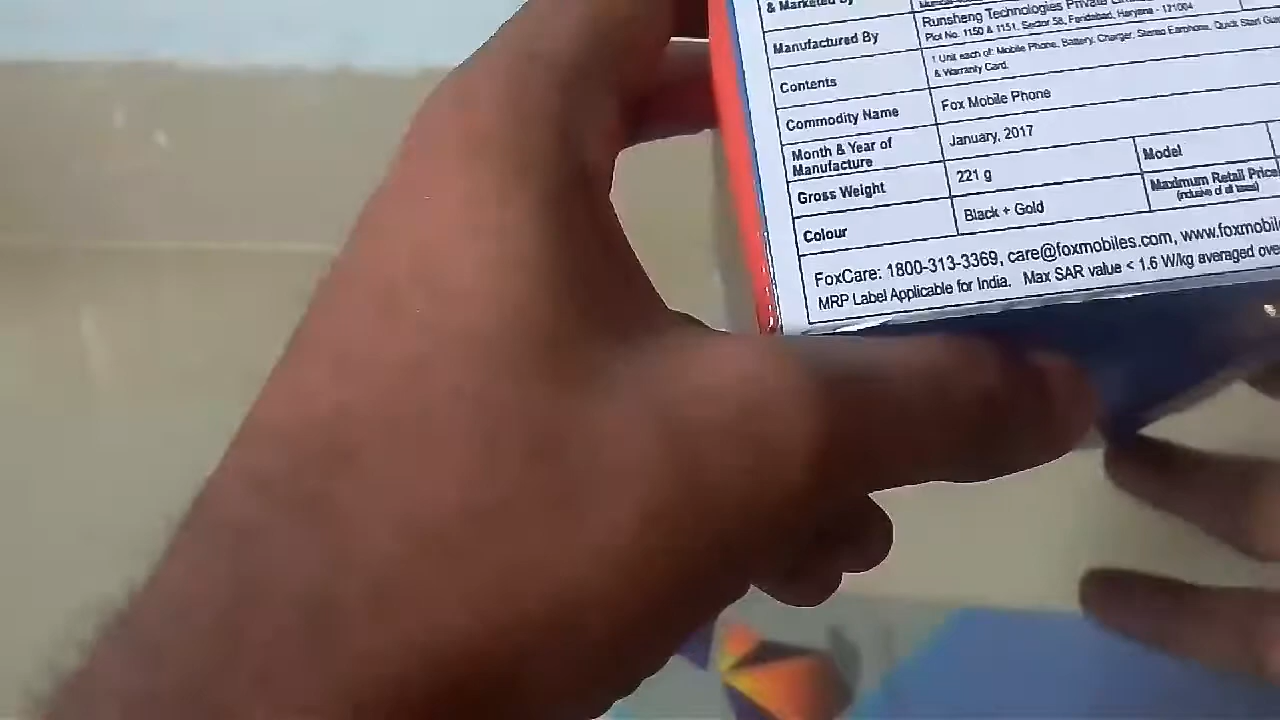 & Marketed By
Runsheng Technologies Private
Manufactured By
Plot No. 1150 & 1151, Sector 58, Faridabad, Haryana - 121004
1 Unit each of: Mobile Phone, Battery, Charger, Stereo Earphone, Quick Start
& Warranty Card.
Contents
Commodity Name
Fox Mobile Phone
Month & Year of
Manufacture
January, 2017
Gross Weight
221 g
Model
Colour
Black + Gold
Maximum Retail Price
(inclusive of all taxes)
FoxCare: 1800-313-3369, care@foxmobiles.com, www.foxmobil
MRP Label Applicable for India. Max SAR value < 1.6 W/kg averaged ove